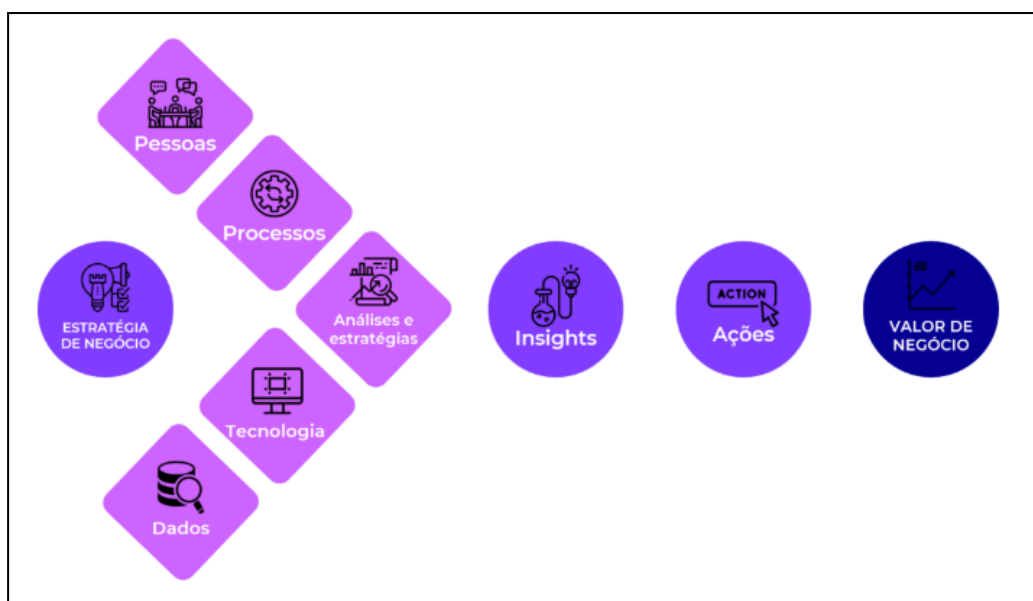 Pessoas
Processos
ESTRATÉGIA
DE NEGÓCIO
Análises e
estratégias
Tecnologia
Dados
Insights
ACTION
Ações
VALOR DE
NEGÓCIO